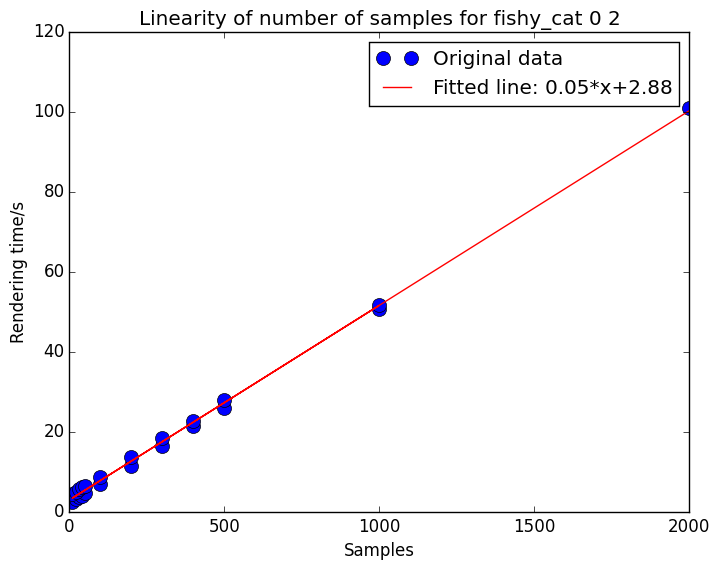 Linearity of number of samples for fishy_cat 0 2
Original data
Fitted line: 0.05*x+2.88
Rendering time/s
120
100
80
60
40
20
0
0 500 1000 1500 2000
Samples